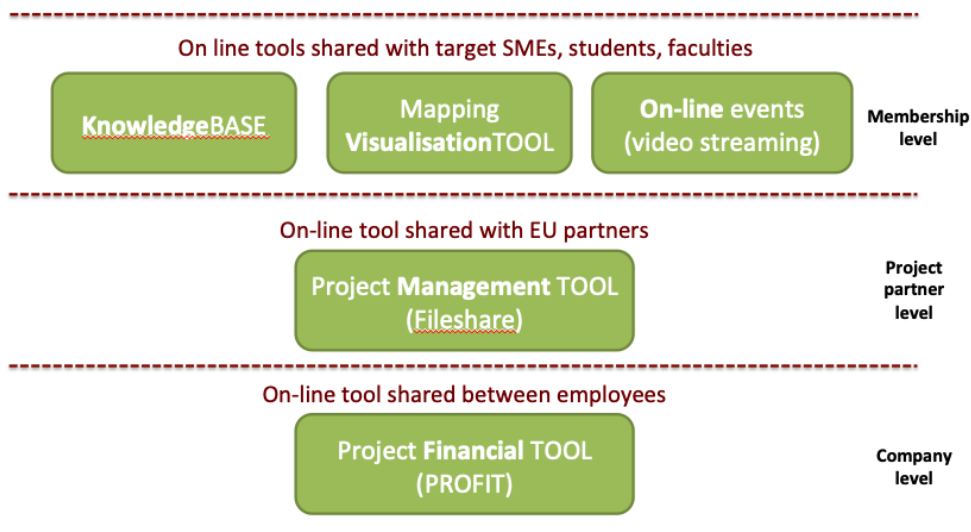 On line tools shared with target SMEs, students, faculties
KnowledgeBASE
Mapping
VisualisationTOOL
On-line events
(video streaming)
Membership
level
On-line tool shared with EU partners
Project Management TOOL
(Fileshare)
Project
partner
level
On-line tool shared between employees
Project Financial TOOL
(PROFIT)
Company
level